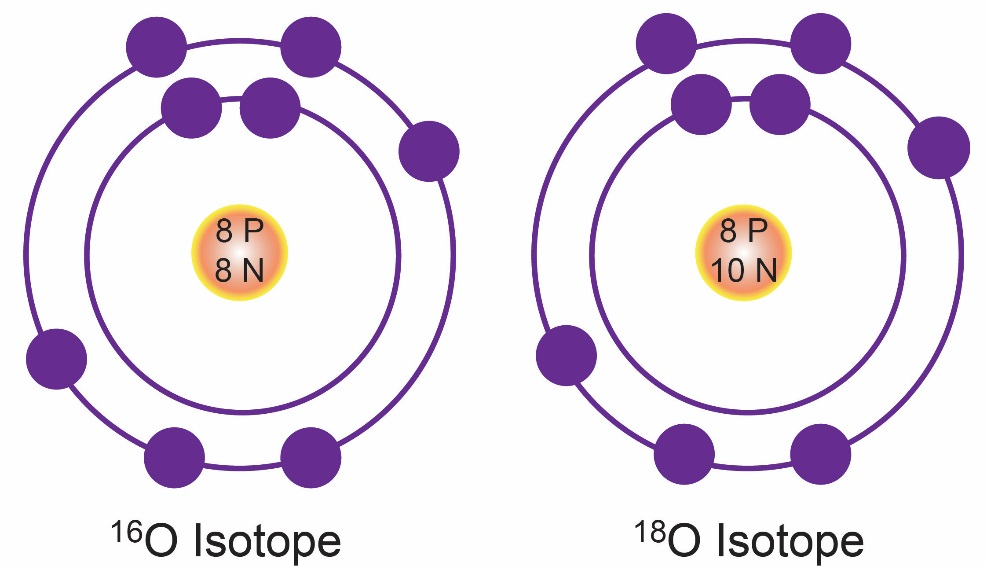 8 P
8 N
8 P
10 N
¹⁶O Isotope
¹⁸O Isotope